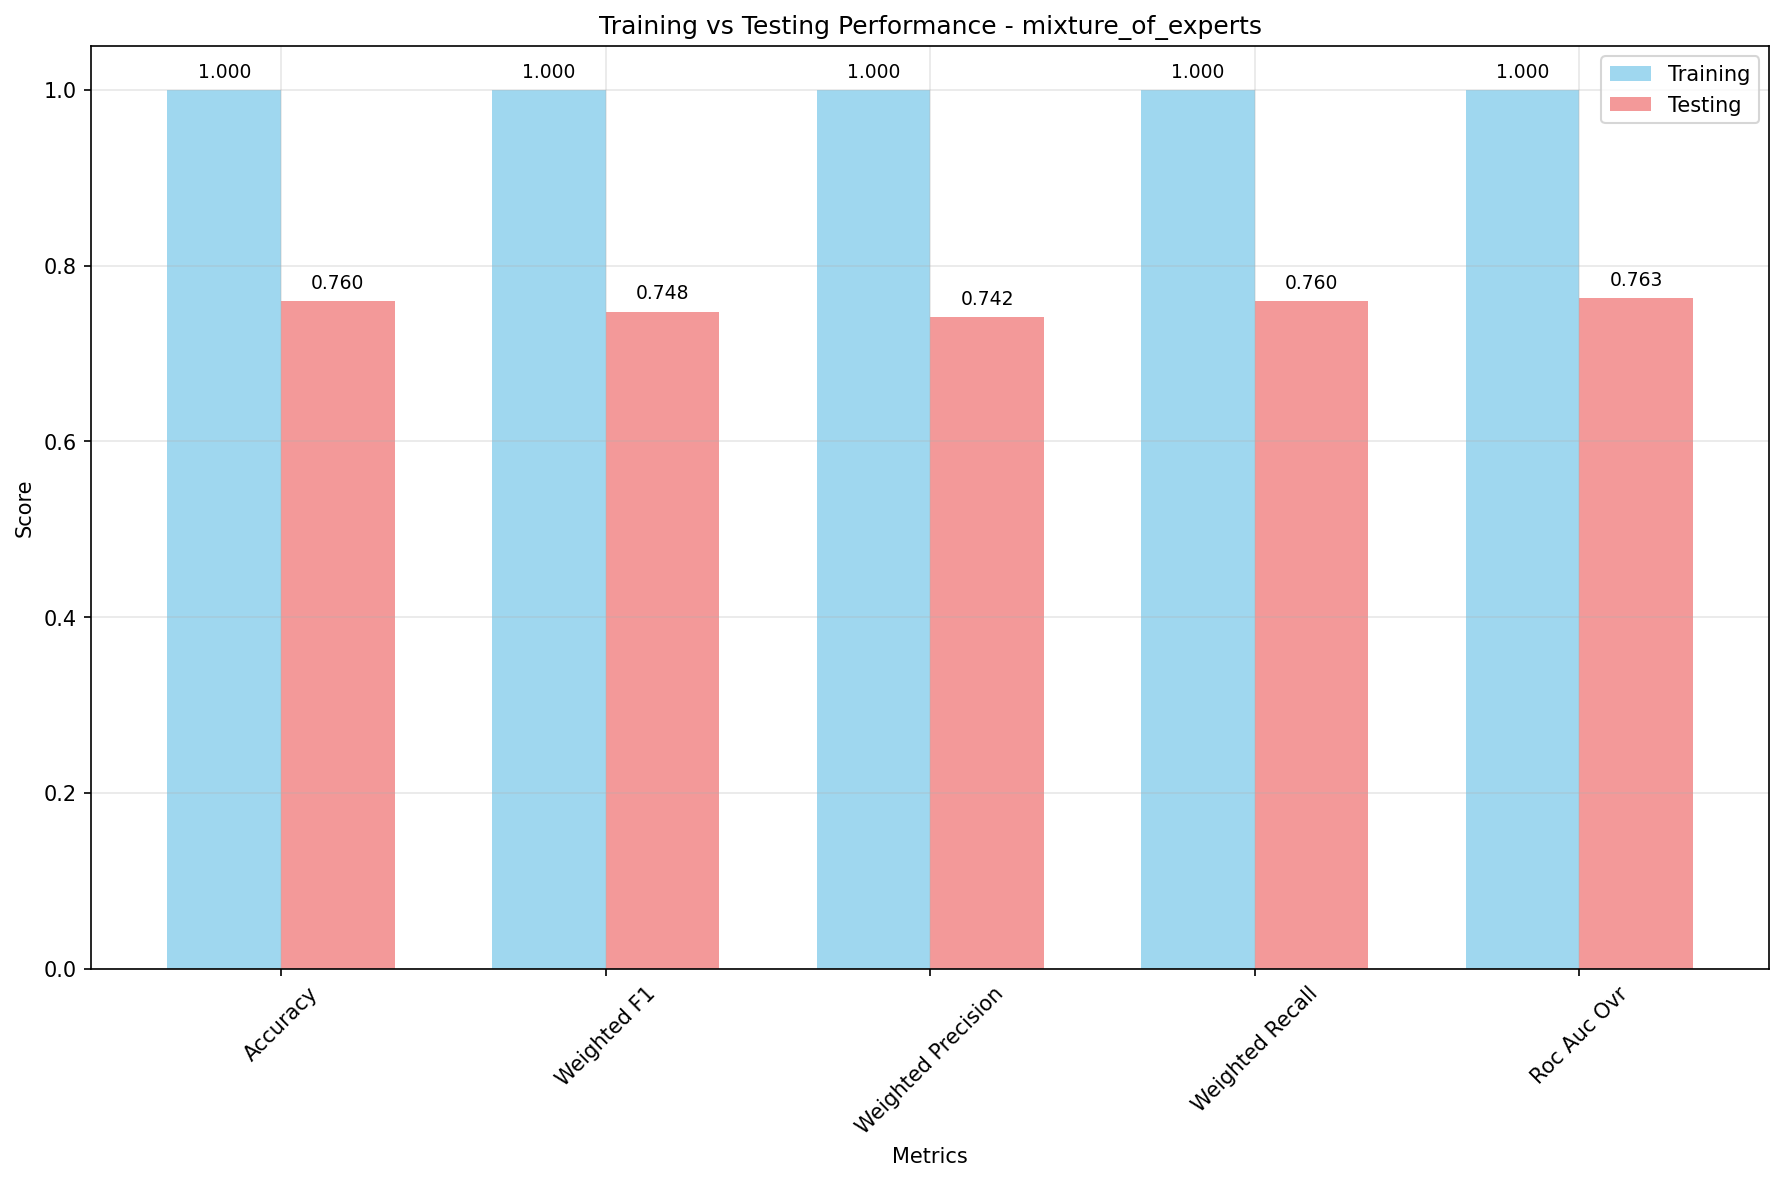 Training vs Testing Performance - mixture_of_experts
1.000 1.000 1.000 1.000 1.000
Training
Testing
0.760 0.748 0.742 0.760 0.763
1.0
0.8
0.6
0.4
0.2
0.0
Score
Accuracy
Weighted F1
Weighted Precision
Weighted Recall
Roc Auc Ovr
Metrics